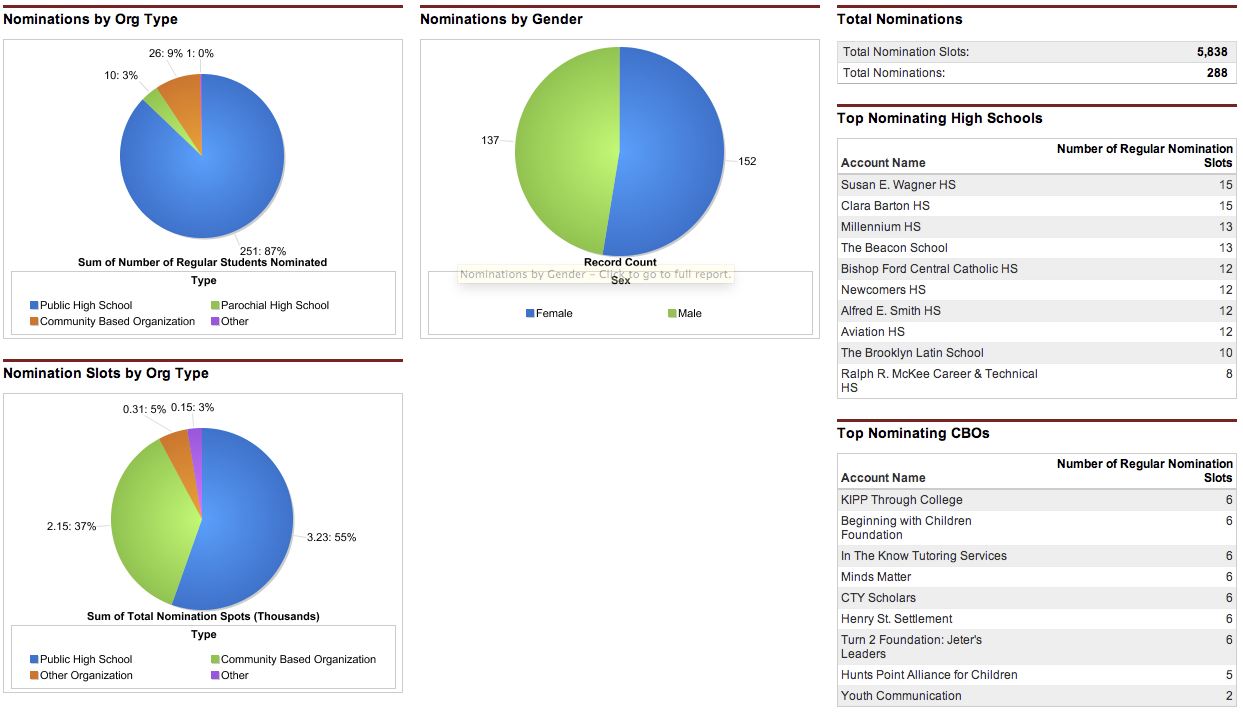 Nominations by Org Type
26: 9% 1: 0%
10: 3%
251: 87%
Sum of Number of Regular Students Nominated
Type
Public High School Parochial High School
Community Based Organization Other
Nomination Slots by Org Type
0.31: 5% 0.15: 3%
2.15: 37%
3.23: 55%
Sum of Total Nomination Spots (Thousands)
Type
Public High School Community Based Organization
Other Organization Other
Nominations by Gender
137
152
Record Count
Nominations by Gender – Click to go to full report.
Sex
Female Male
Total Nominations
Total Nomination Slots: 5,838
Total Nominations: 288
Top Nominating High Schools
Account Name Number of Regular Nomination
Slots
Susan E. Wagner HS 15
Clara Barton HS 15
Millennium HS 13
The Beacon School 13
Bishop Ford Central Catholic HS 12
Newcomers HS 12
Alfred E. Smith HS 12
Aviation HS 12
The Brooklyn Latin School 10
Ralph R. McKee Career & Technical 8
HS
Top Nominating CBOs
Account Name Number of Regular Nomination
Slots
KIPP Through College 6
Beginning with Children 6
Foundation
In The Know Tutoring Services 6
Minds Matter 6
CTY Scholars 6
Henry St. Settlement 6
Turn 2 Foundation: Jeter's 6
Leaders
Hunts Point Alliance for Children 5
Youth Communication 2